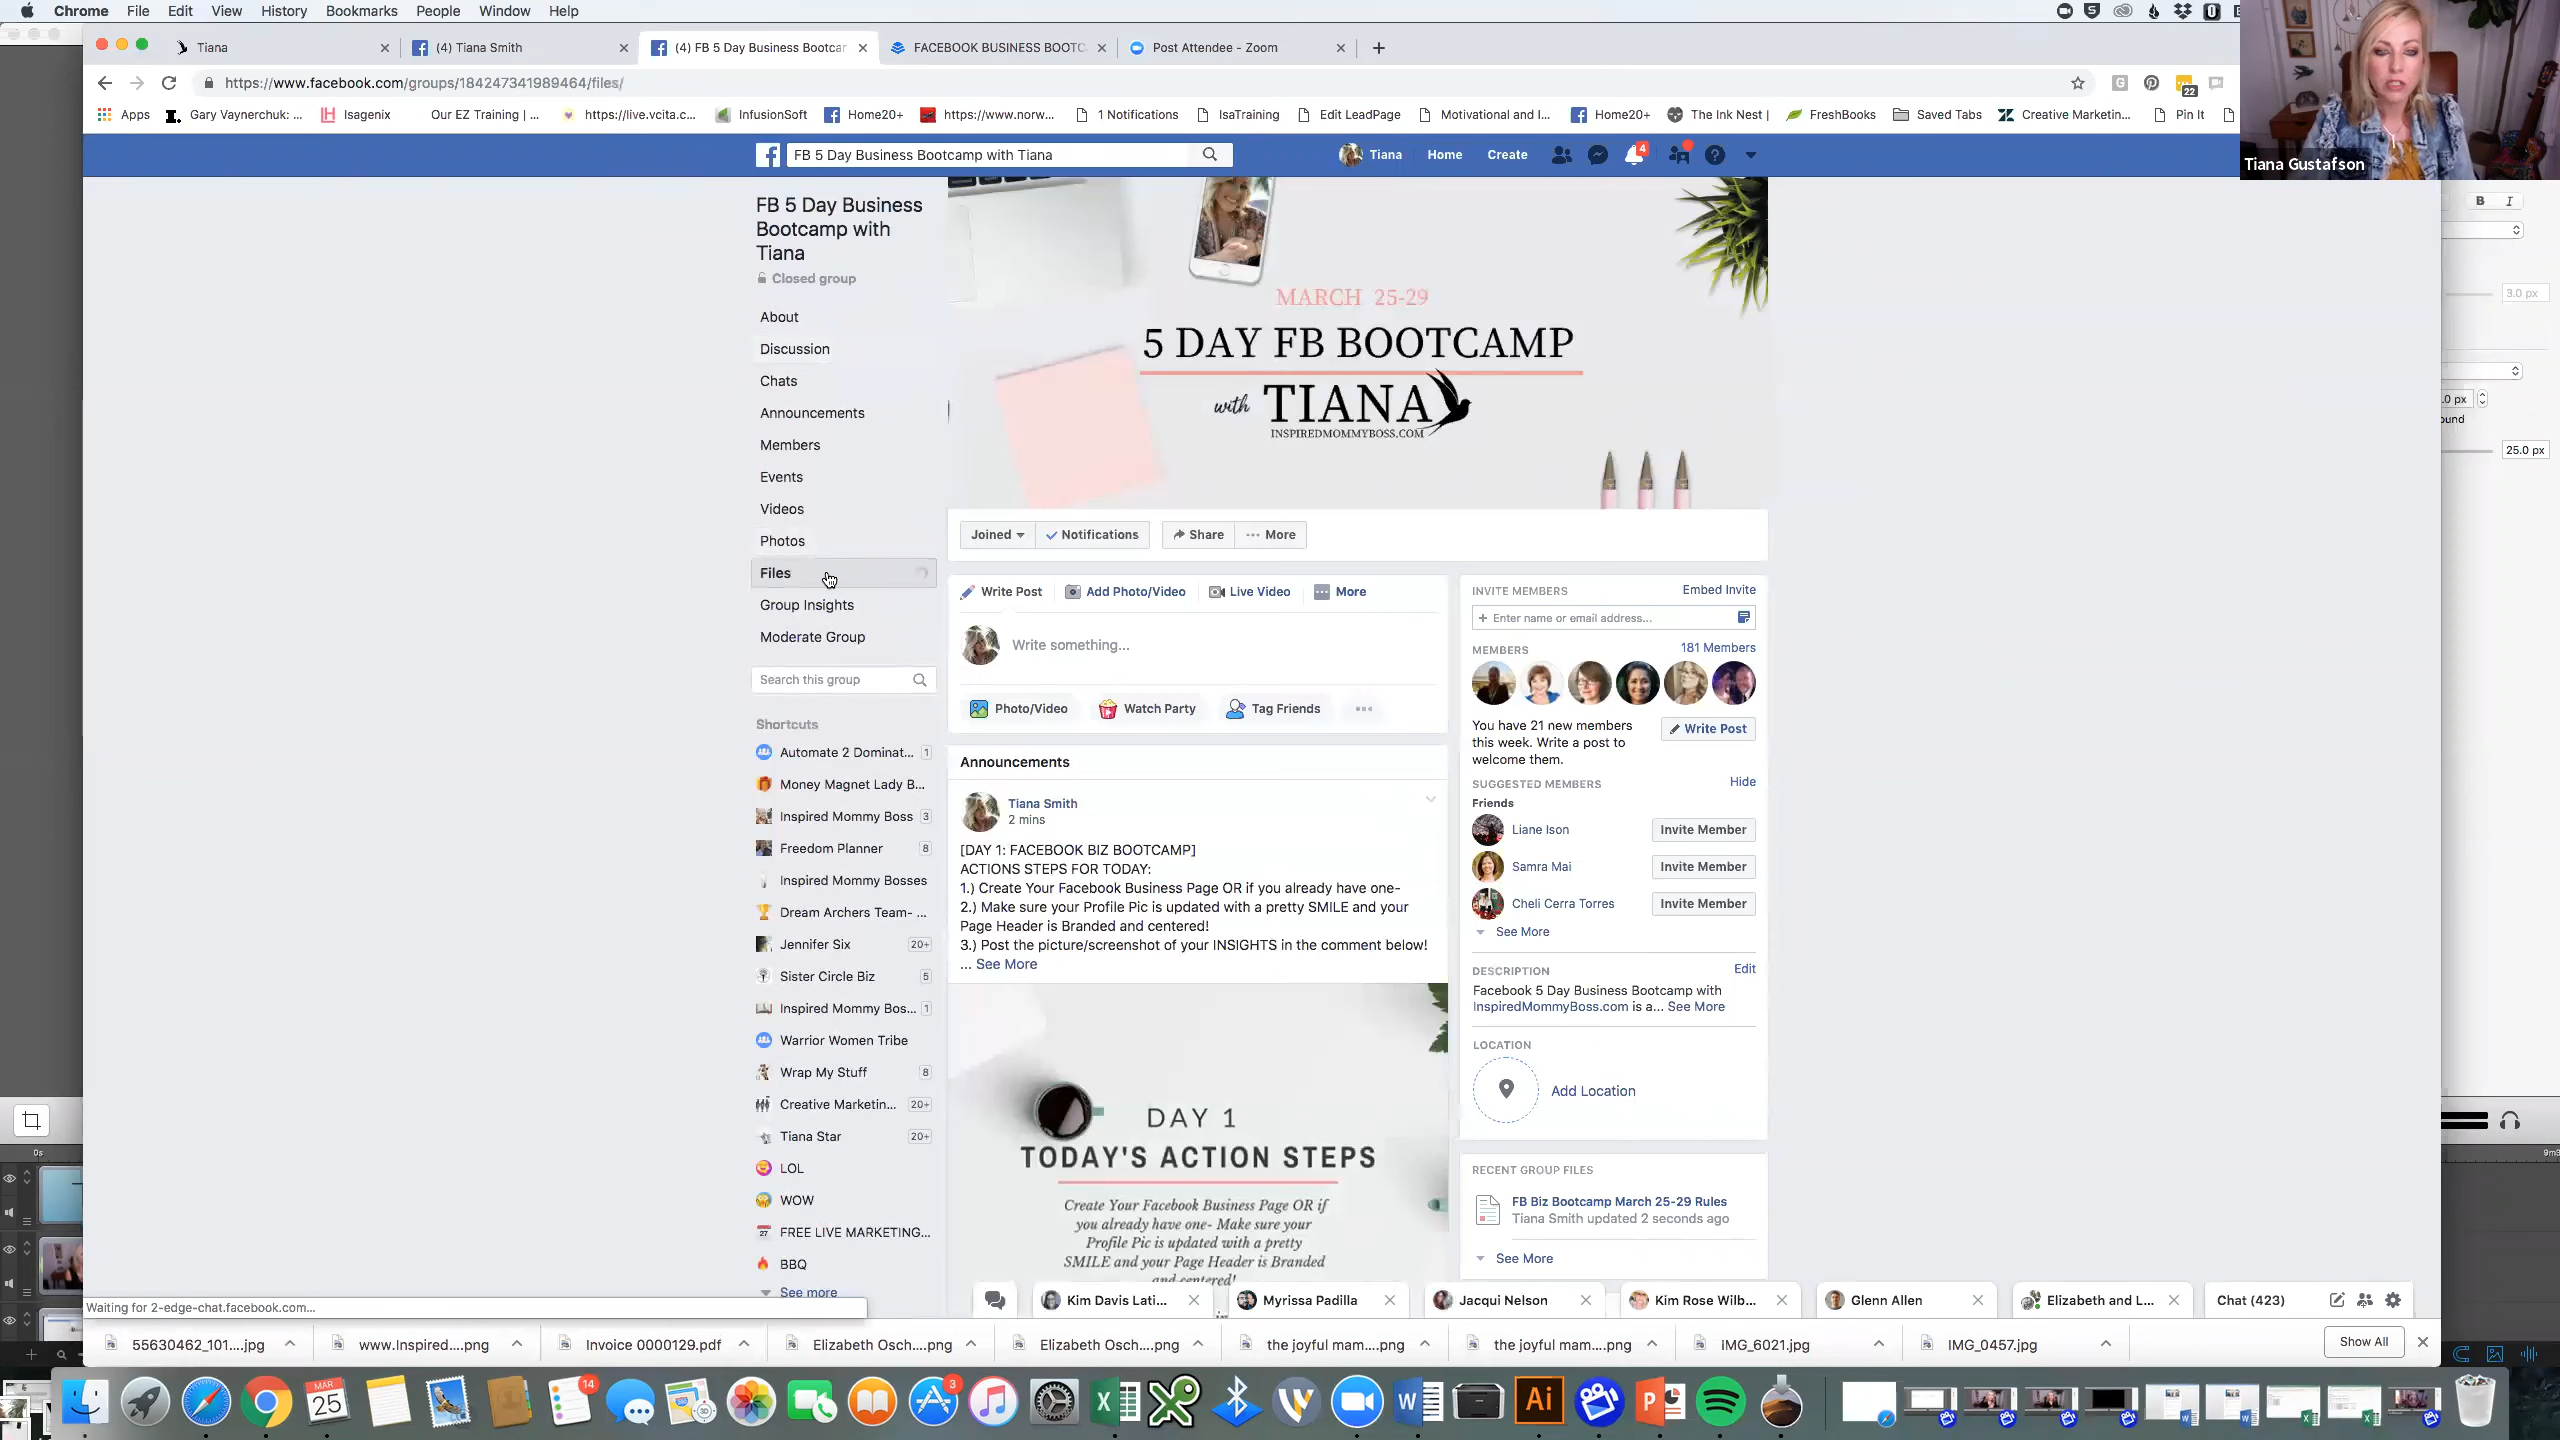 Chrome File Edit View History Bookmarks People Window Help
Tiana
(4) Tiana Smith
(4) FB 5 Day Business Bootcar
FACEBOOK BUSINESS BOOTC
Post Attendee - Zoom
https://www.facebook.com/groups/184247341989464/files/
22
Apps
Gary Vaynerchuk: ...
Isagenix
Our EZ Training | ...
https://live.vcita.c...
InfusionSoft
Home20+
https://www.norw...
1 Notifications
IsaTraining
Edit LeadPage
Motivational and I...
Home20+
The Ink Nest |
FreshBooks
Saved Tabs
Creative Marketin...
Pin It
Tiana Gustafson
FB 5 Day Business Bootcamp with Tiana
Tiana Home Create
4
FB 5 Day Business
Bootcamp with
Tiana
Closed group
About
Discussion
Chats
Announcements
Members
Events
Videos
Photos
Files
Group Insights
Moderate Group
Search this group
Shortcuts
Automate 2 Dominat... 1
Money Magnet Lady B...
Inspired Mommy Boss 3
Freedom Planner 8
Inspired Mommy Bosses
Dream Archers Team- ...
Jennifer Six 20+
Sister Circle Biz 5
Inspired Mommy Bos... 1
Warrior Women Tribe
Wrap My Stuff 8
Creative Marketin... 20+
Tiana Star 20+
LOL
WOW
FREE LIVE MARKETING...
BBQ
See more
MARCH 25-29
5 DAY FB BOOTCAMP
with TIANA
INSPIREDMOMMYBOSS.COM
Joined
Notifications
Share
More
Write Post
Add Photo/Video
Live Video
More
Write something...
Photo/Video
Watch Party
Tag Friends
Announcements
Tiana Smith
2 mins
[DAY 1: FACEBOOK BIZ BOOTCAMP]
ACTIONS STEPS FOR TODAY:
1.) Create Your Facebook Business Page OR if you already have one-
2.) Make sure your Profile Pic is updated with a pretty SMILE and your
Page Header is Branded and centered!
3.) Post the picture/screenshot of your INSIGHTS in the comment below!
... See More
DAY 1
TODAY'S ACTION STEPS
Create Your Facebook Business Page OR if
you already have one- Make sure your
Profile Pic is updated with a pretty
SMILE and your Page Header is Branded
and centered!
INVITE MEMBERS Embed Invite
+ Enter name or email address...
MEMBERS 181 Members
You have 21 new members
this week. Write a post to
welcome them.
Write Post
SUGGESTED MEMBERS Hide
Friends
Liane Ison Invite Member
Samra Mai Invite Member
Cheli Cerra Torres Invite Member
See More
DESCRIPTION Edit
Facebook 5 Day Business Bootcamp with
InspiredMommyBoss.com is a... See More
LOCATION
Add Location
RECENT GROUP FILES
FB Biz Bootcamp March 25-29 Rules
Tiana Smith updated 2 seconds ago
See More
B I
3.0 px
.0 px
ound
25.0 px
0s
9m3
Waiting for 2-edge-chat.facebook.com...
Kim Davis Lati...
Myrissa Padilla
Jacqui Nelson
Kim Rose Wilb...
Glenn Allen
Elizabeth and L...
Chat (423)
55630462_101....jpg
www.Inspired....png
Invoice 0000129.pdf
Elizabeth Osch....png
Elizabeth Osch....png
the joyful mam....png
the joyful mam....png
IMG_6021.jpg
IMG_0457.jpg
Show All
MAR
25
14
3
Ai